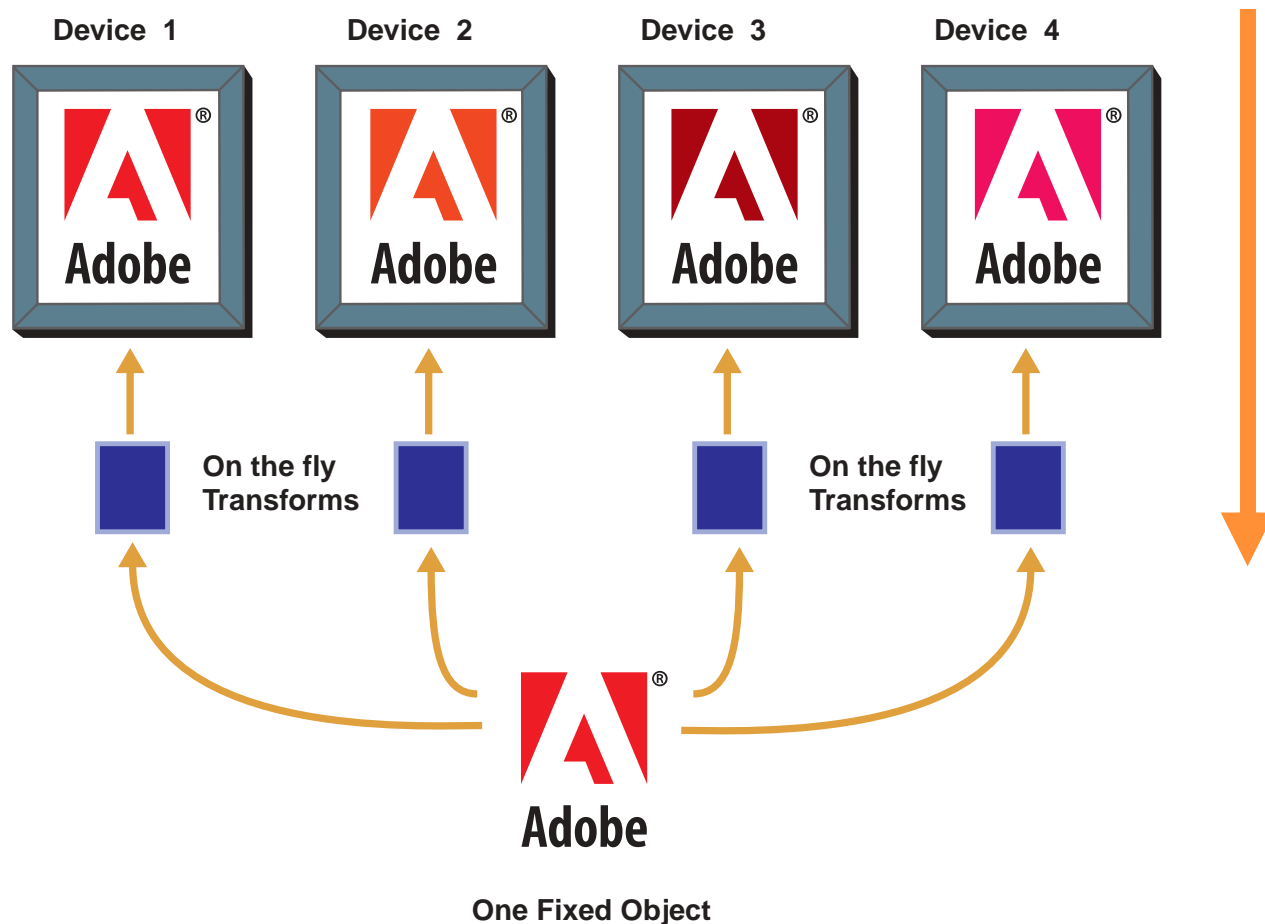 Device 1
Device 2
Device 3
Device 4
®
Adobe
®
Adobe
®
Adobe
®
Adobe
On the fly
Transforms
On the fly
Transforms
®
Adobe
One Fixed Object